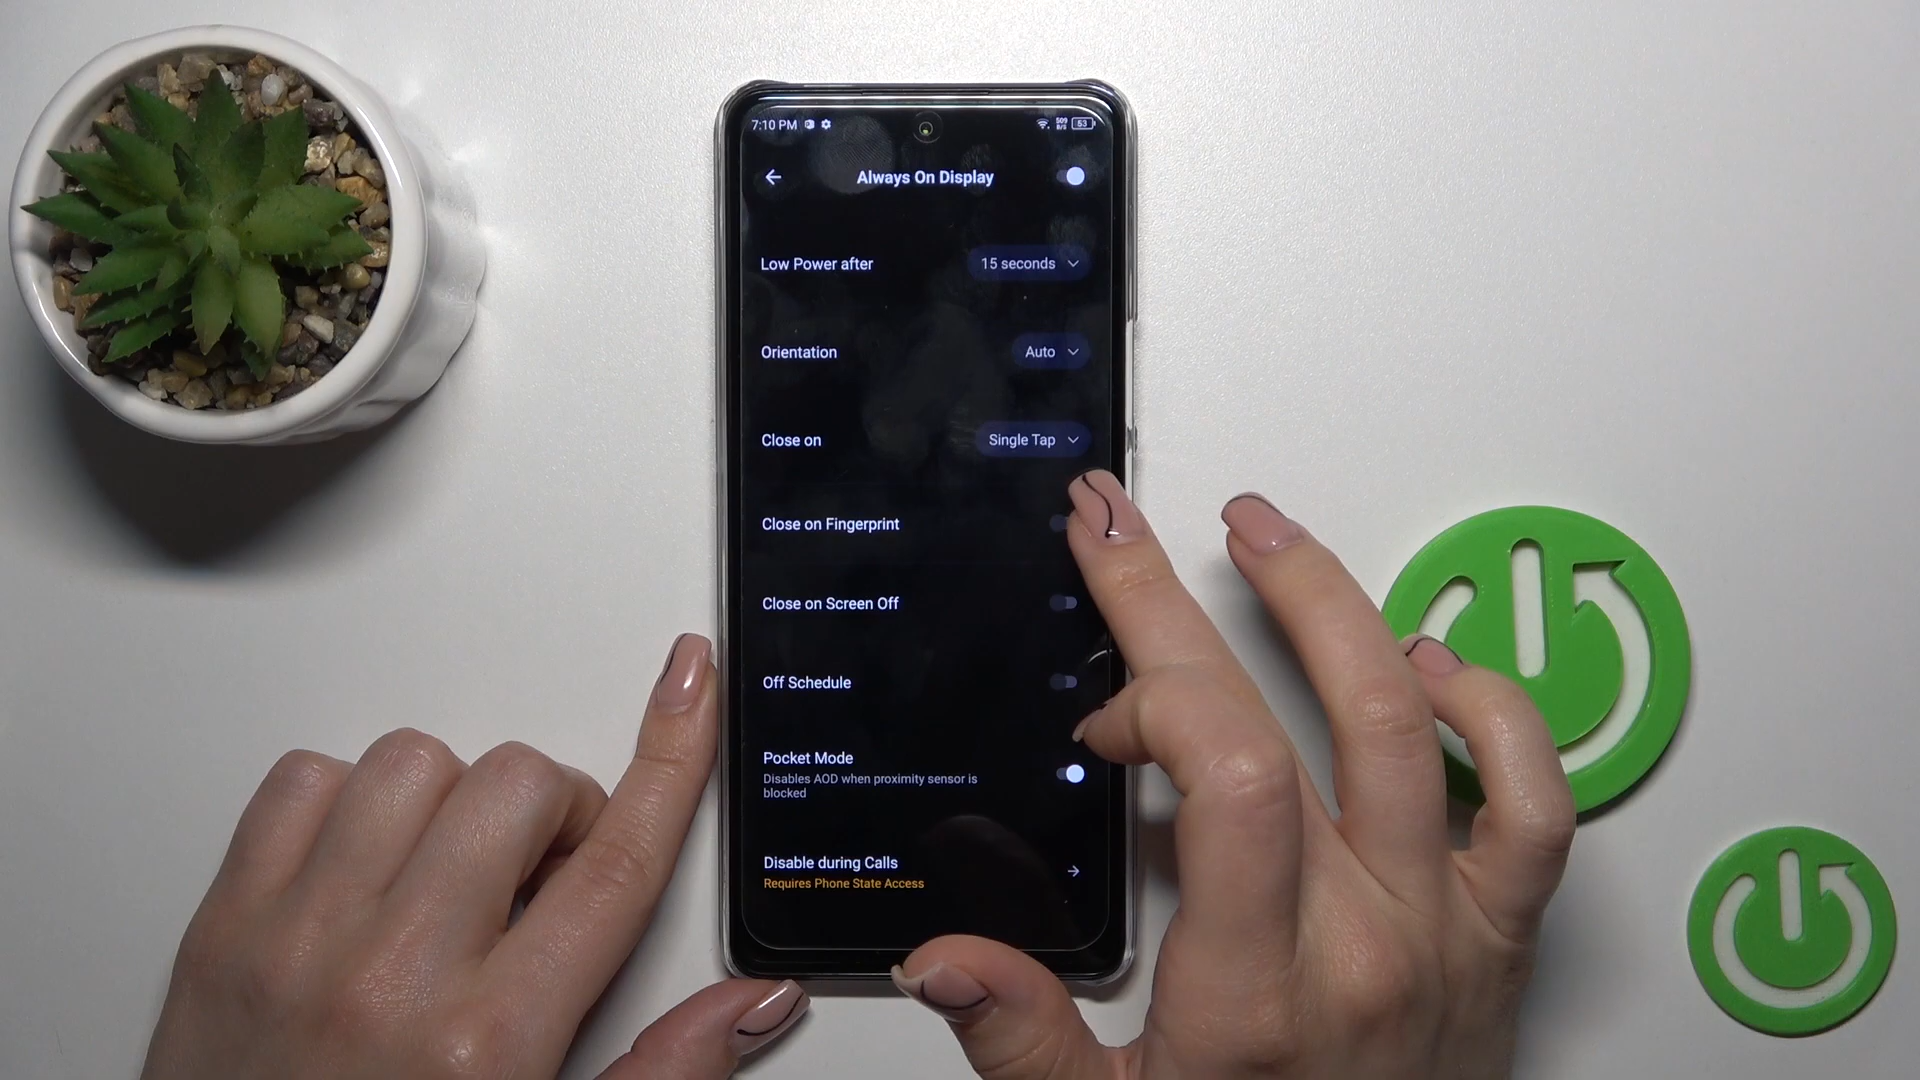 7:10 PM
509
B/S
53
Always On Display
Low Power after
15 seconds
Orientation
Auto
Close on
Single Tap
Close on Fingerprint
Close on Screen Off
Off Schedule
Pocket Mode
Disables AOD when proximity sensor is
blocked
Disable during Calls
Requires Phone State Access